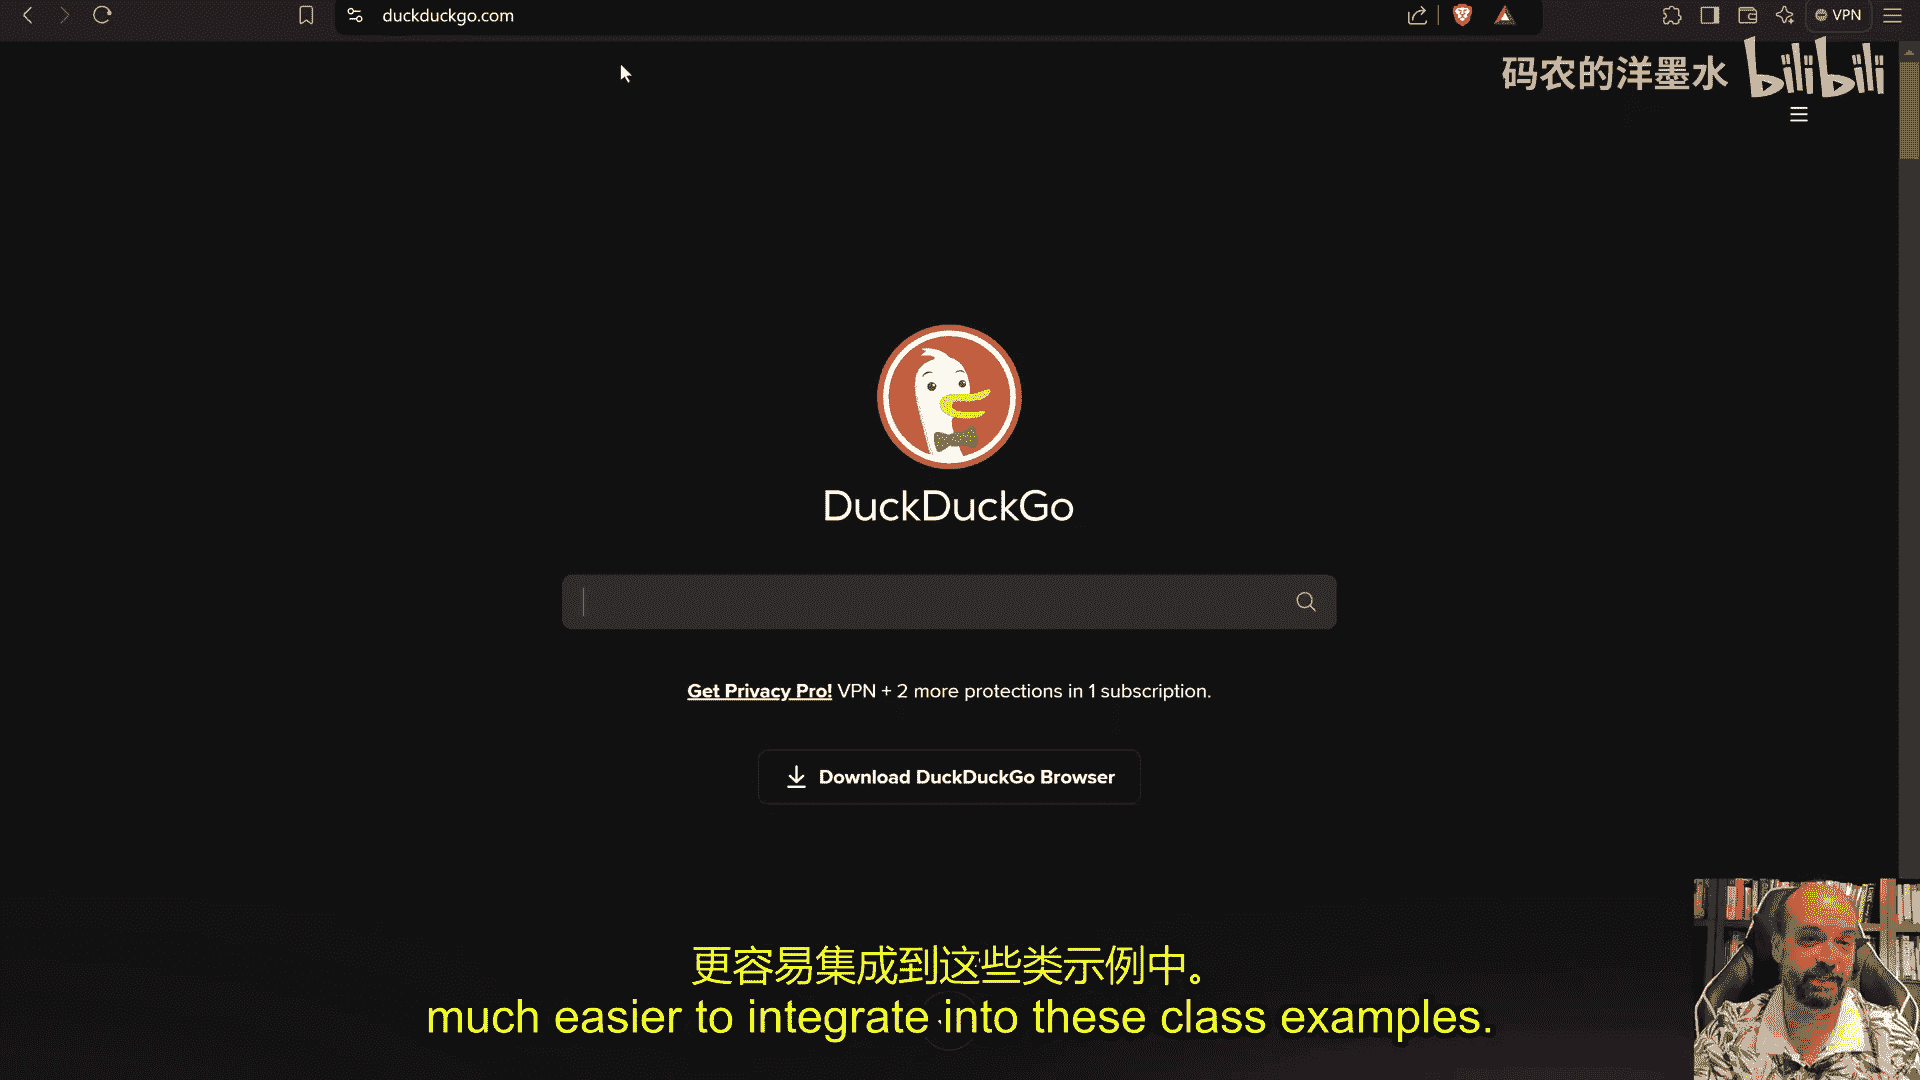 duckduckgo.com
VPN
码农的洋墨水 bilibili
DuckDuckGo
Get Privacy Pro! VPN + 2 more protections in 1 subscription.
Download DuckDuckGo Browser
更容易集成到这些类示例中。
much easier to integrate into these class examples.